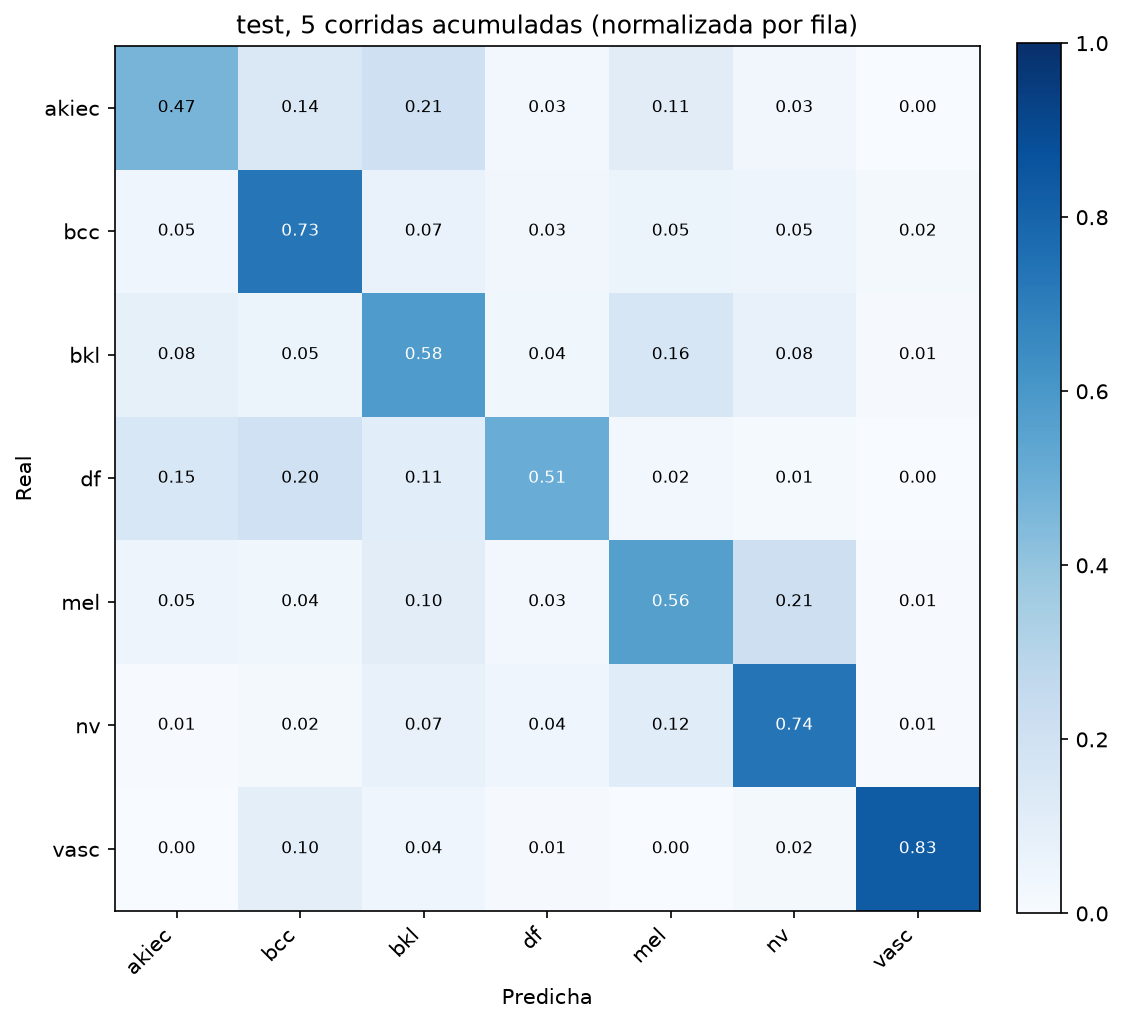 test, 5 corridas acumuladas (normalizada por fila)
akiec 0.47 0.14 0.21 0.03 0.11 0.03 0.00
bcc 0.05 0.73 0.07 0.03 0.05 0.05 0.02
bkl 0.08 0.05 0.58 0.04 0.16 0.08 0.01
df 0.15 0.20 0.11 0.51 0.02 0.01 0.00
mel 0.05 0.04 0.10 0.03 0.56 0.21 0.01
nv 0.01 0.02 0.07 0.04 0.12 0.74 0.01
vasc 0.00 0.10 0.04 0.01 0.00 0.02 0.83
akiec bcc bkl df mel nv vasc
Predicha
Real
1.0
0.8
0.6
0.4
0.2
0.0